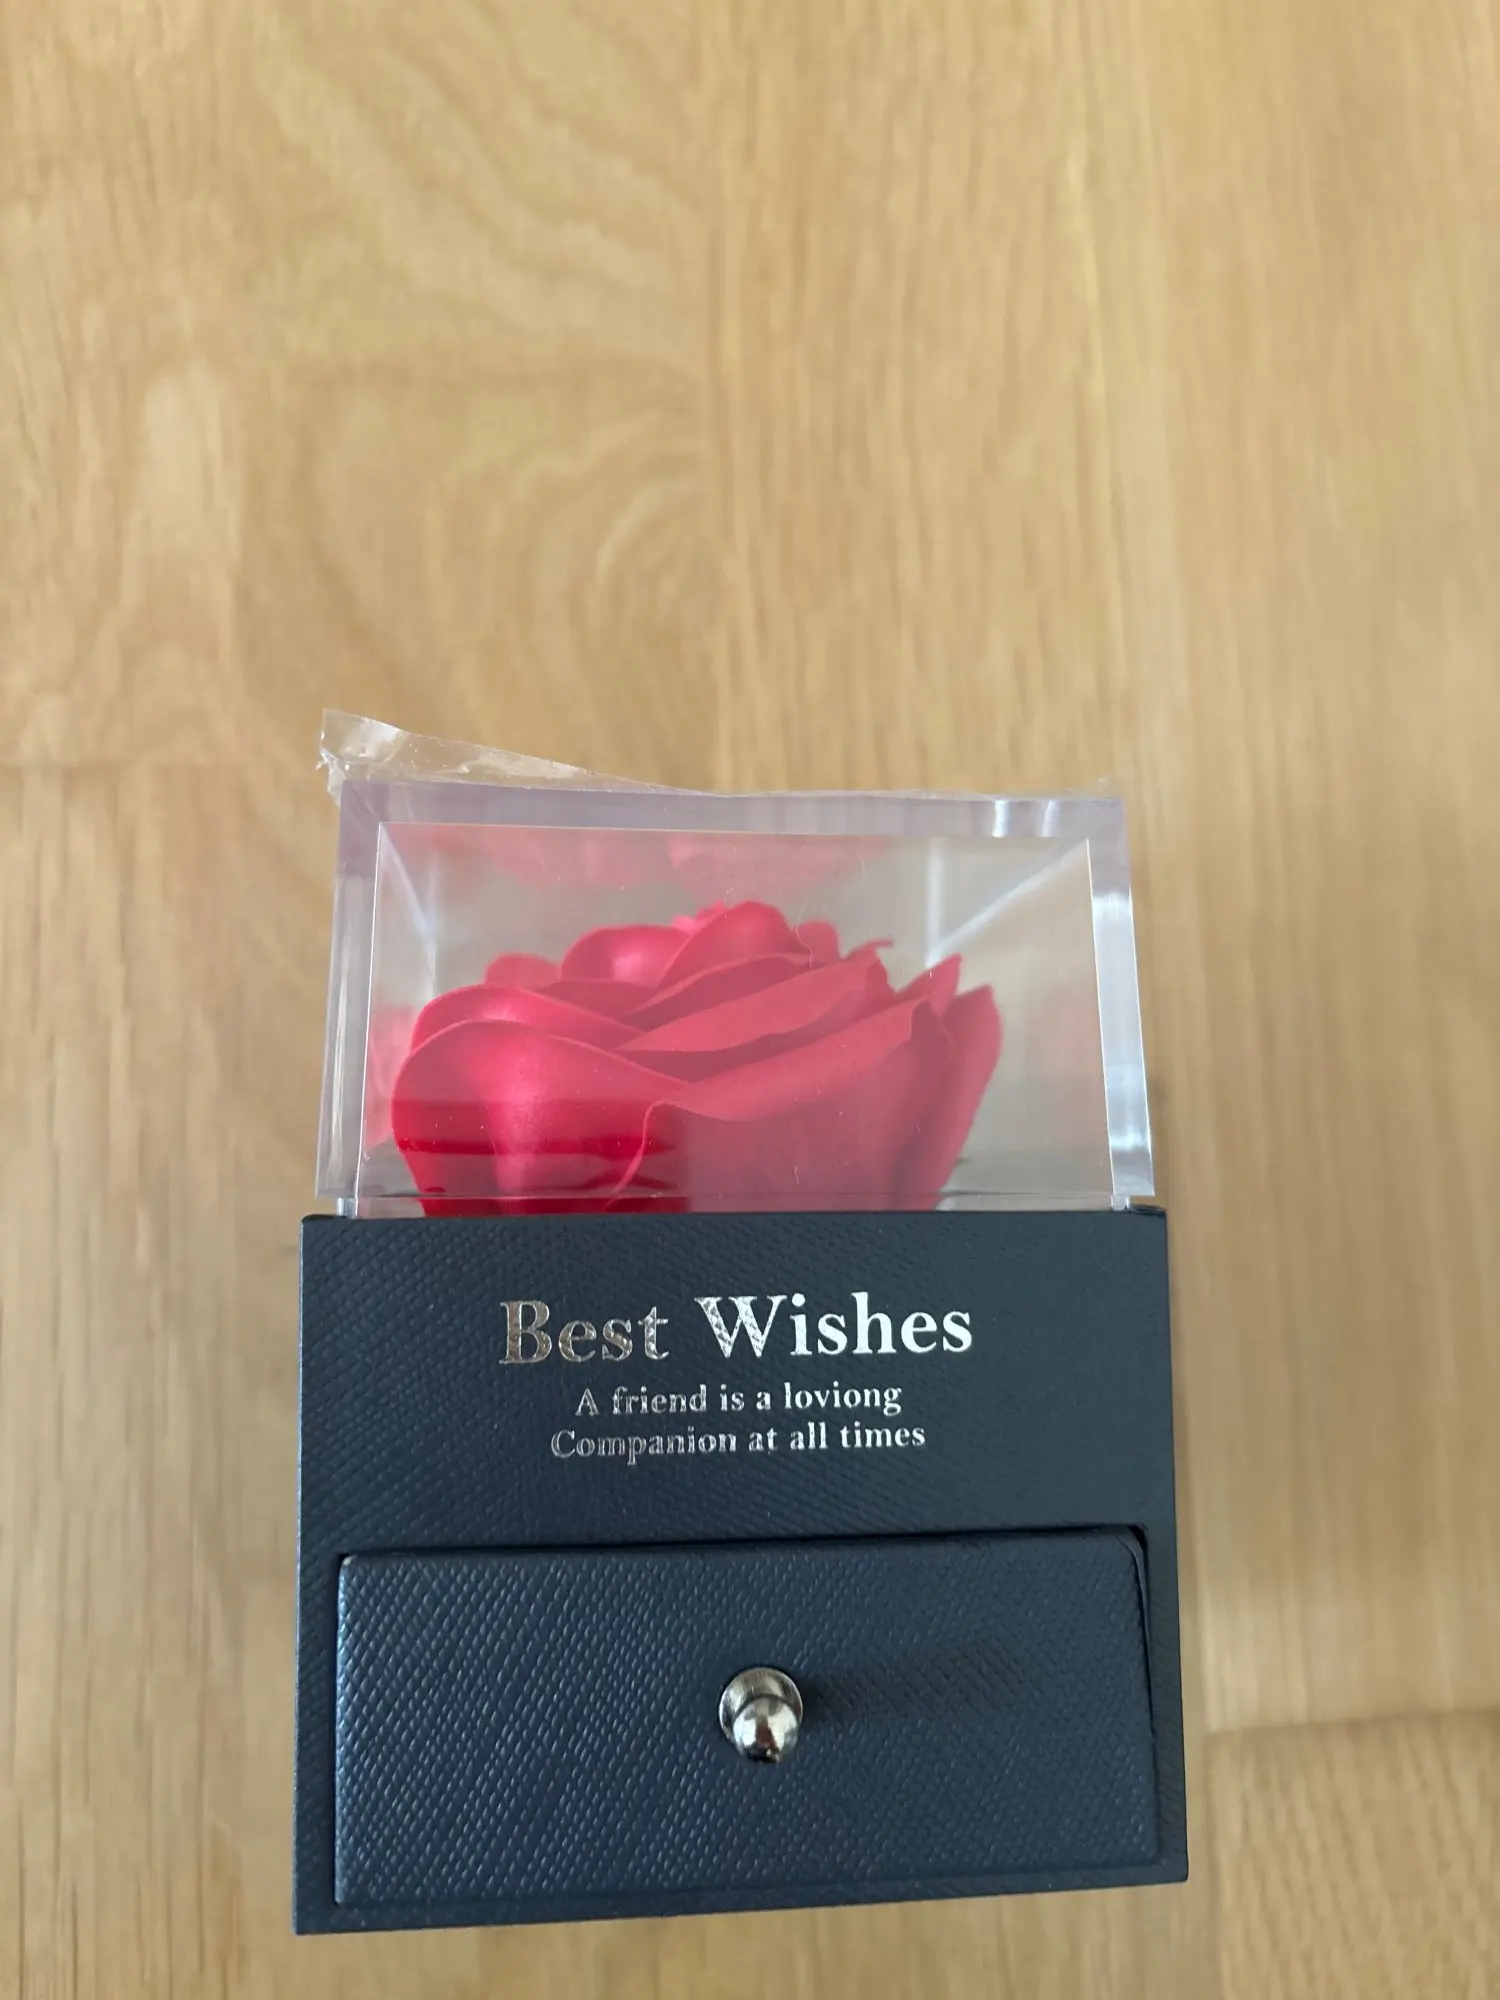 Best Wishes
A friend is a loviong
Companion at all times